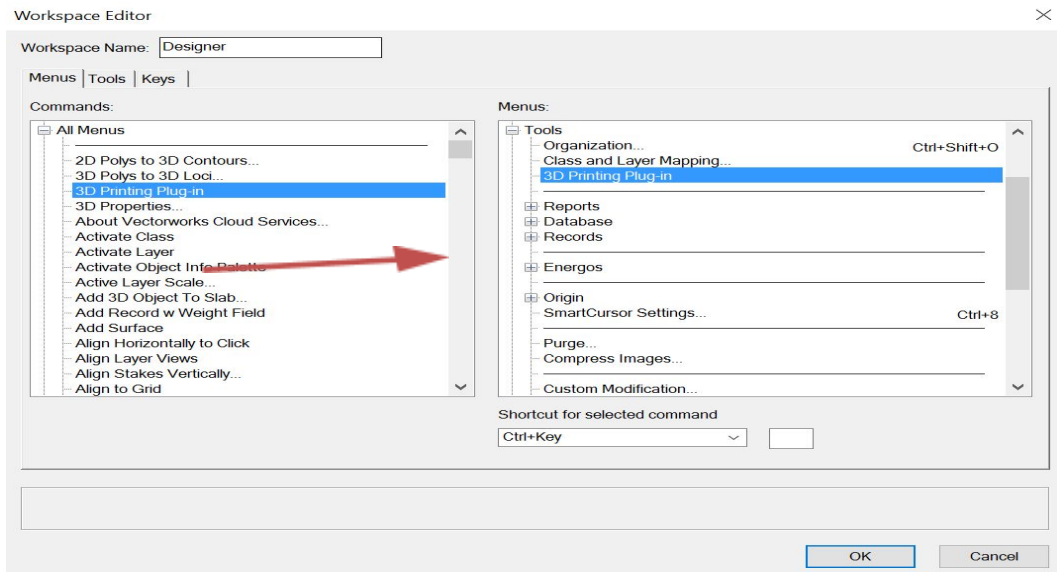 Workspace Editor
Workspace Name: Designer
Menus Tools Keys
Commands:
All Menus
2D Polys to 3D Contours...
3D Polys to 3D Loci...
3D Printing Plug-in
3D Properties...
About Vectorworks Cloud Services...
Activate Class
Activate Layer
Activate Object Info Palette
Active Layer Scale...
Add 3D Object To Slab...
Add Record w Weight Field
Add Surface
Align Horizontally to Click
Align Layer Views
Align Stakes Vertically...
Align to Grid
Menus:
Tools
Organization... Ctrl+Shift+O
Class and Layer Mapping...
3D Printing Plug-in
Reports
Database
Records
Energos
Origin
SmartCursor Settings... Ctrl+8
Purge...
Compress Images...
Custom Modification...
Shortcut for selected command
Ctrl+Key
OK Cancel